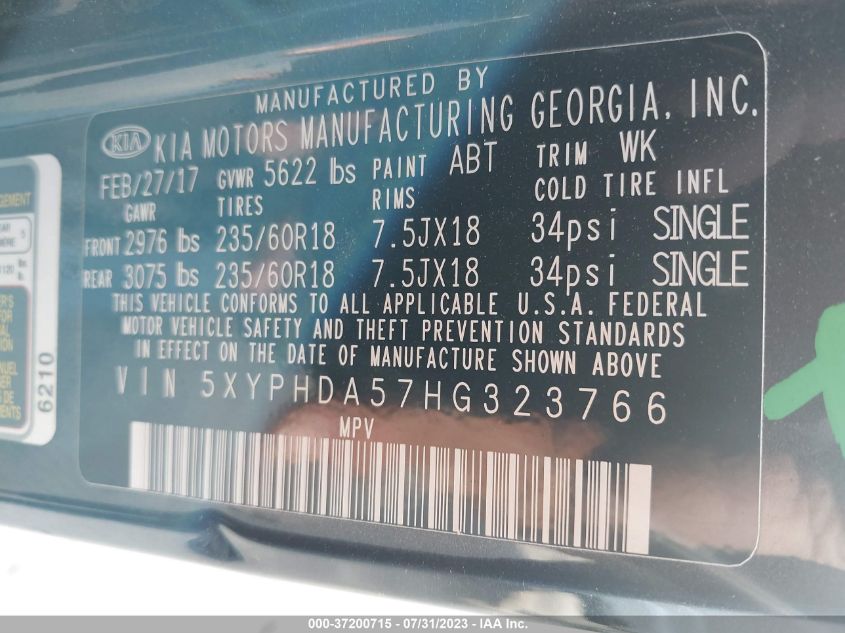 MANUFACTURED BY
KIA KIA MOTORS MANUFACTURING GEORGIA, INC.
FEB/27/17 GVWR 5622 lbs PAINT ABT TRIM WK
GAWR TIRES RIMS COLD TIRE INFL
FRONT 2976 lbs 235/60R18 7.5JX18 34psi SINGLE
REAR 3075 lbs 235/60R18 7.5JX18 34psi SINGLE
THIS VEHICLE CONFORMS TO ALL APPLICABLE U.S.A. FEDERAL
MOTOR VEHICLE SAFETY AND THEFT PREVENTION STANDARDS
IN EFFECT ON THE DATE OF MANUFACTURE SHOWN ABOVE
VIN 5XYPHDA57HG323766
MPV
6210
000-37200715 - 07/31/2023 - IAA Inc.